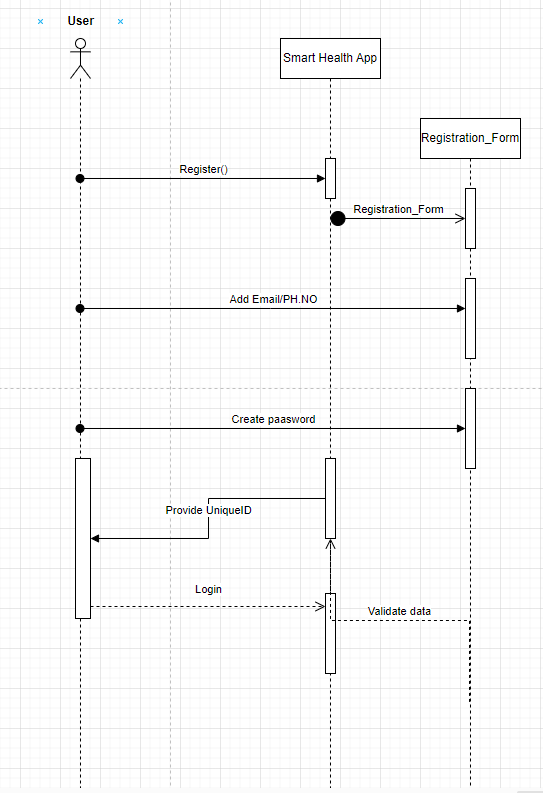 User
Smart Health App
Registration_Form
Register()
Registration_Form
Add Email/PH.NO
Create paasword
Provide UniqueID
Login
Validate data